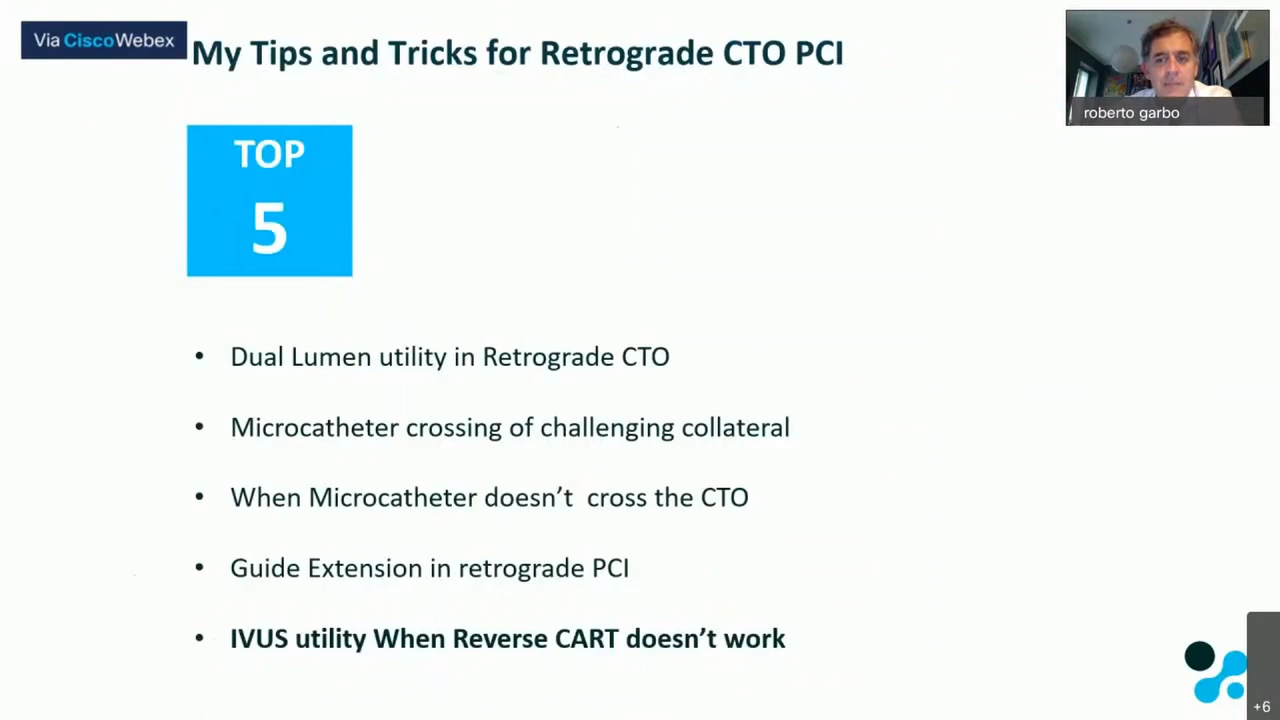 Via CiscoWebex
My Tips and Tricks for Retrograde CTO PCI
roberto garbo
TOP
5
• Dual Lumen utility in Retrograde CTO
• Microcatheter crossing of challenging collateral
• When Microcatheter doesn’t  cross the CTO
• Guide Extension in retrograde PCI
• IVUS utility When Reverse CART doesn’t work
+6